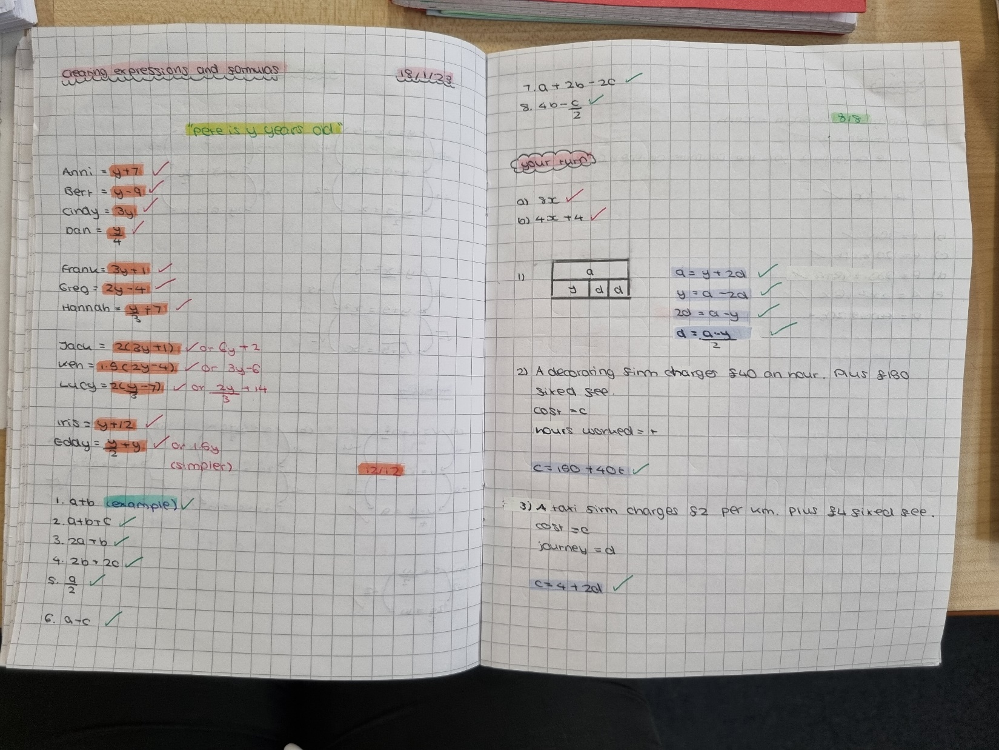 Creating expressions and formulas
18/1/23
"Pete is y years old"
Anni = y+7
Bert = y-9
Cindy = 3y
Dan = y/4
Frank = 3y+1
Greg = 2y-4
Hannah = y/3 +7
Jack = 2(3y+1) or 6y+2
Ken = 1.5(2y-4) or 3y-6
Lucy = 2(y/3-7) or 2y/3 +14
Iris = y+12
Eddy = y/2 +y or 1.5y
(simpler)
12/12
1. a+b (example)
2. a+b+c
3. 2a+b
4. 2b+2c
5. a/2
6. a-c
7. a+2b-2c
8. 4b-c/2
8/8
your turn
a) 8x
b) 4x+4
1)
a
y d d
a = y+2d
y = a-2d
2d = a-y
d = a-y/2
2) A decorating firm charges £40 an hour. Plus £180
fixed fee.
cost = c
hours worked = t
c=180+40t
3) A taxi firm charges £2 per km. Plus £4 fixed fee.
cost = c
journey = d
c=4+2d